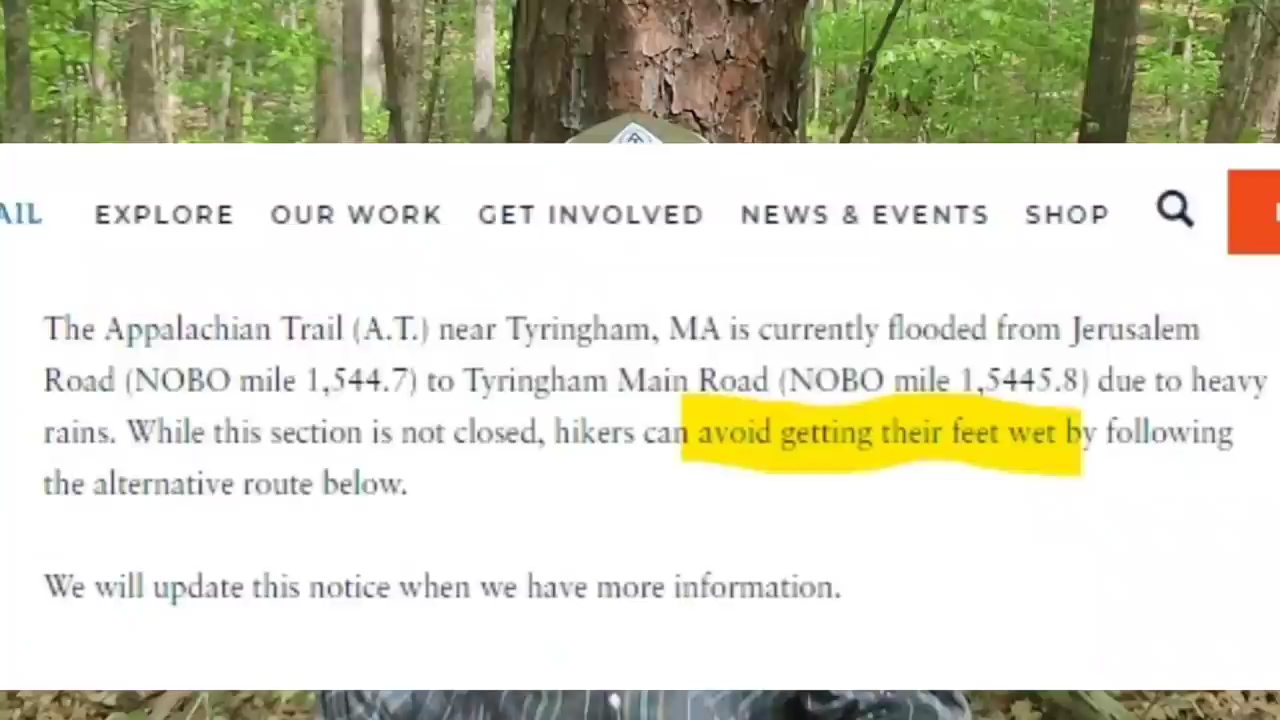 AIL EXPLORE OUR WORK GET INVOLVED NEWS & EVENTS SHOP
The Appalachian Trail (A.T.) near Tyringham, MA is currently flooded from Jerusalem
Road (NOBO mile 1,544.7) to Tyringham Main Road (NOBO mile 1,5445.8) due to heavy
rains. While this section is not closed, hikers can avoid getting their feet wet by following
the alternative route below.
We will update this notice when we have more information.